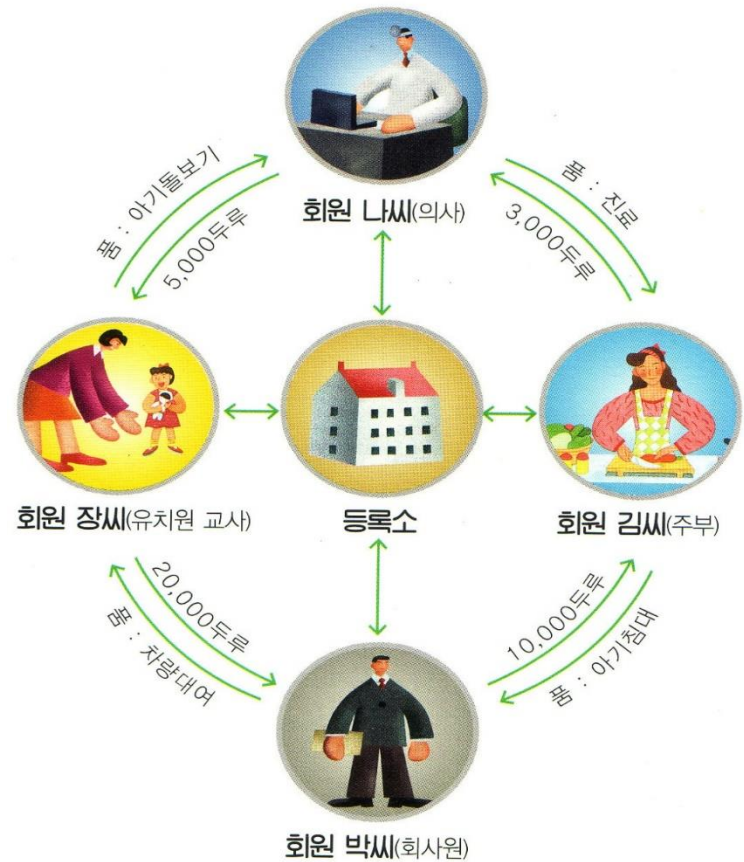 품 : 아기돌보기
5,000두루
회원 나씨(의사)
품 : 진료
3,000두루
회원 장씨(유치원 교사)
등록소
회원 김씨(주부)
20,000두루
품 : 차량대여
10,000두루
품 : 아기침대
회원 박씨(회사원)